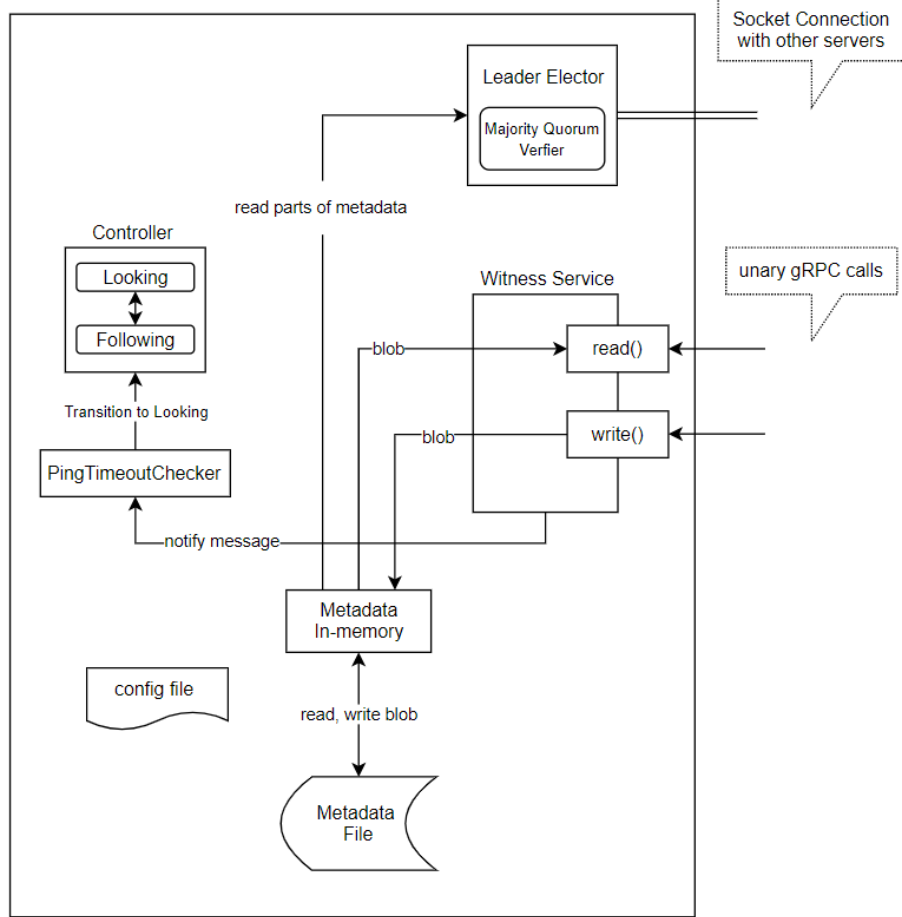 Socket Connection
with other servers
Leader Elector
Majority Quorum
Verfier
read parts of metadata
Controller
Looking
Following
Witness Service
unary gRPC calls
blob
read()
Transition to Looking
blob
write()
PingTimeoutChecker
notify message
Metadata
In-memory
config file
read, write blob
Metadata
File